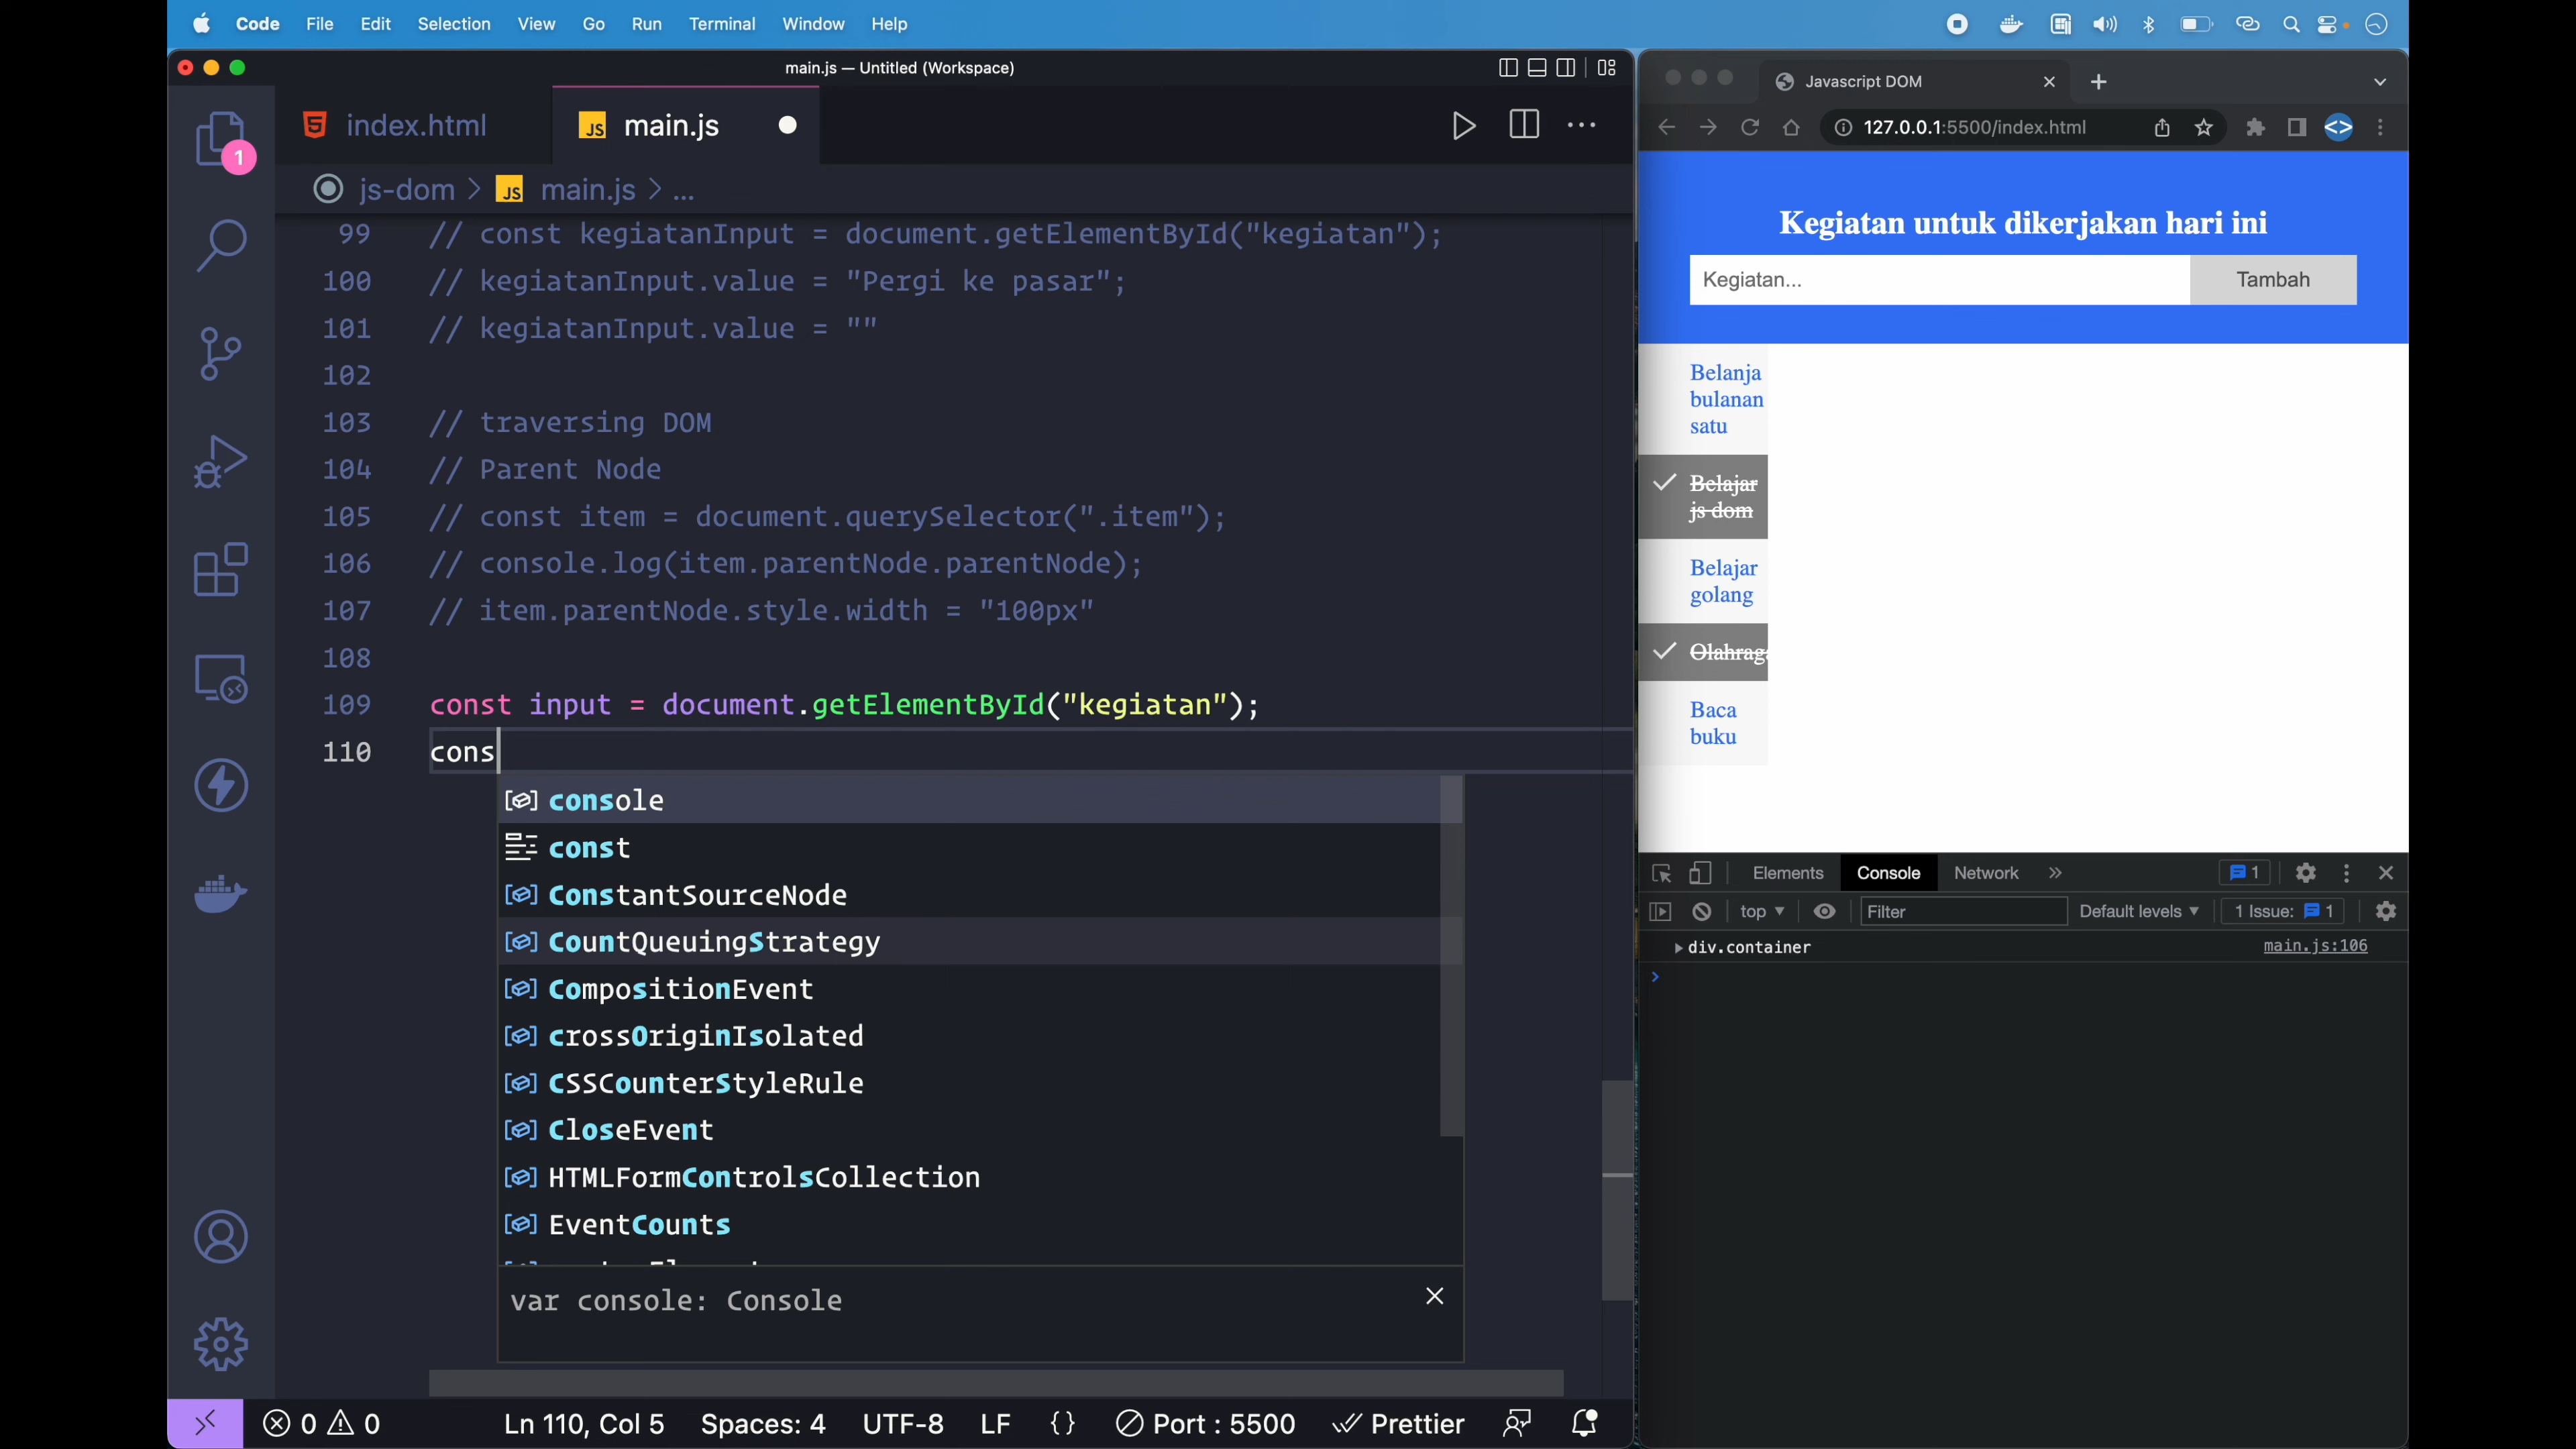 Code File Edit Selection View Go Run Terminal Window Help
main.js — Untitled (Workspace)
index.html
JS main.js
1
js-dom > JS main.js > ...
99 // const kegiatanInput = document.getElementById("kegiatan");
100 // kegiatanInput.value = "Pergi ke pasar";
101 // kegiatanInput.value = ""
102
103 // traversing DOM
104 // Parent Node
105 // const item = document.querySelector(".item");
106 // console.log(item.parentNode.parentNode);
107 // item.parentNode.style.width = "100px"
108
109 const input = document.getElementById("kegiatan");
110 cons
console
const
ConstantSourceNode
CountQueuingStrategy
CompositionEvent
crossOriginIsolated
CSSCounterStyleRule
CloseEvent
HTMLFormControlsCollection
EventCounts
var console: Console
0 0 Ln 110, Col 5 Spaces: 4 UTF-8 LF {} Port : 5500 Prettier
Javascript DOM
127.0.0.1:5500/index.html
Kegiatan untuk dikerjakan hari ini
Kegiatan... Tambah
Belanja
bulanan
satu
Belajar
js dom
Belajar
golang
Olahraga
Baca
buku
Elements Console Network » 1
top Filter Default levels 1 Issue: 1
div.container main.js:106